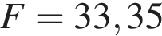 F = 33, 35